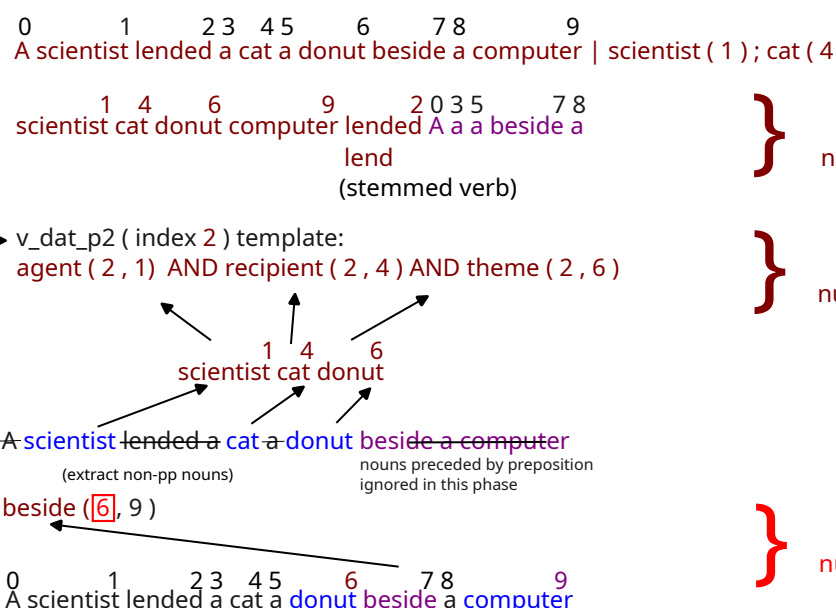 0 1 2 3 4 5 6 7 8 9
A scientist lended a cat a donut beside a computer | scientist ( 1 ) ; cat ( 4
1 4 6 9 2 0 3 5 7 8
scientist cat donut computer lended A a a beside a
lend
(stemmed verb)
v_dat_p2 ( index 2 ) template:
agent ( 2 , 1) AND recipient ( 2 , 4 ) AND theme ( 2 , 6 )
1 4 6
scientist cat donut
A scientist lended a cat a donut beside a computer
(extract non-pp nouns)
nouns preceded by preposition
ignored in this phase
beside ( 6 , 9 )
0 1 2 3 4 5 6 7 8 9
A scientist lended a cat a donut beside a computer